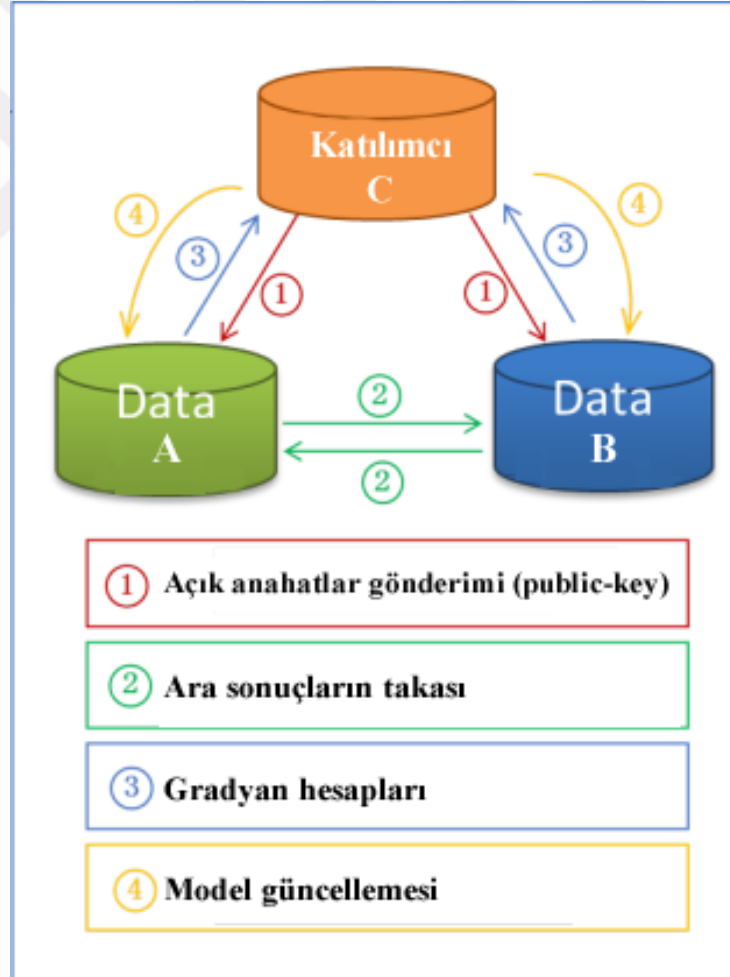 Katılımcı
C
4
4
3
3
1
1
Data
A
2
Data
B
2
1 Açık anahatlar gönderimi (public-key)
2 Ara sonuçların takası
3 Gradyan hesapları
4 Model güncellemesi